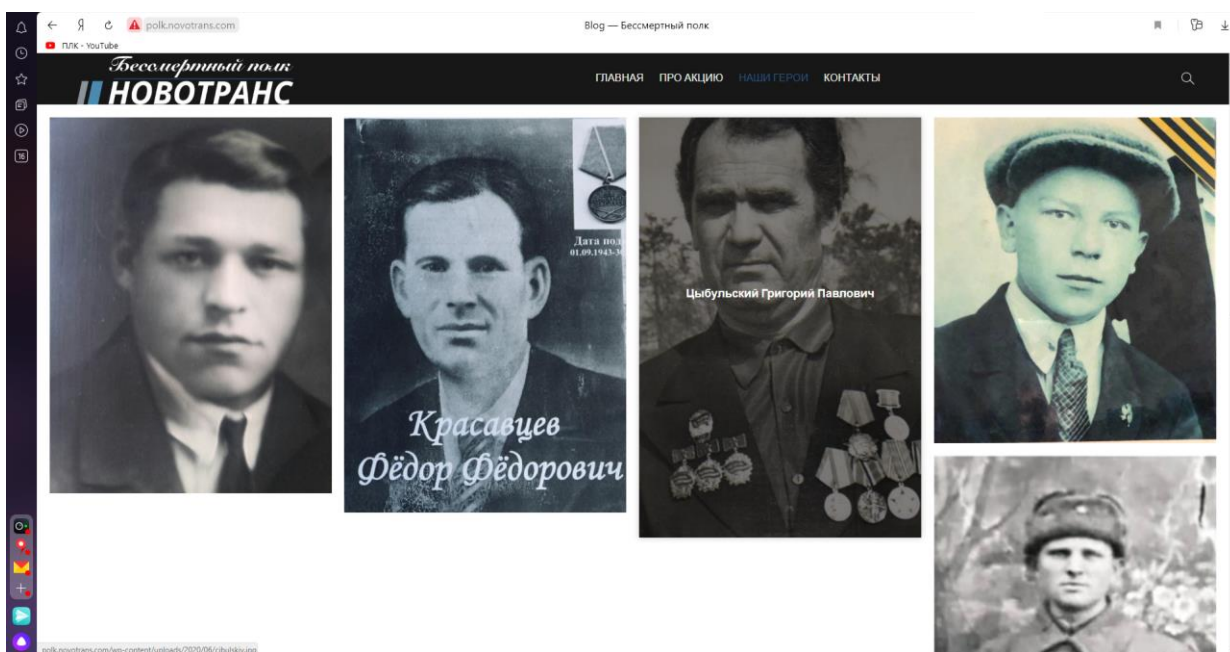 polk.novotrans.com
Blog — Бессмертный полк
ПЛК - YouTube
Бессмертный полк
НОВОТРАНС
ГЛАВНАЯ ПРО АКЦИЮ НАШИ ГЕРОИ КОНТАКТЫ
16
Дата под
01.09.1943-
Цыбульский Григорий Павлович
Красавцев
Фёдор Фёдорович
polk.novotrans.com/wp-content/uploads/2020/06/cibulskiy.jpg